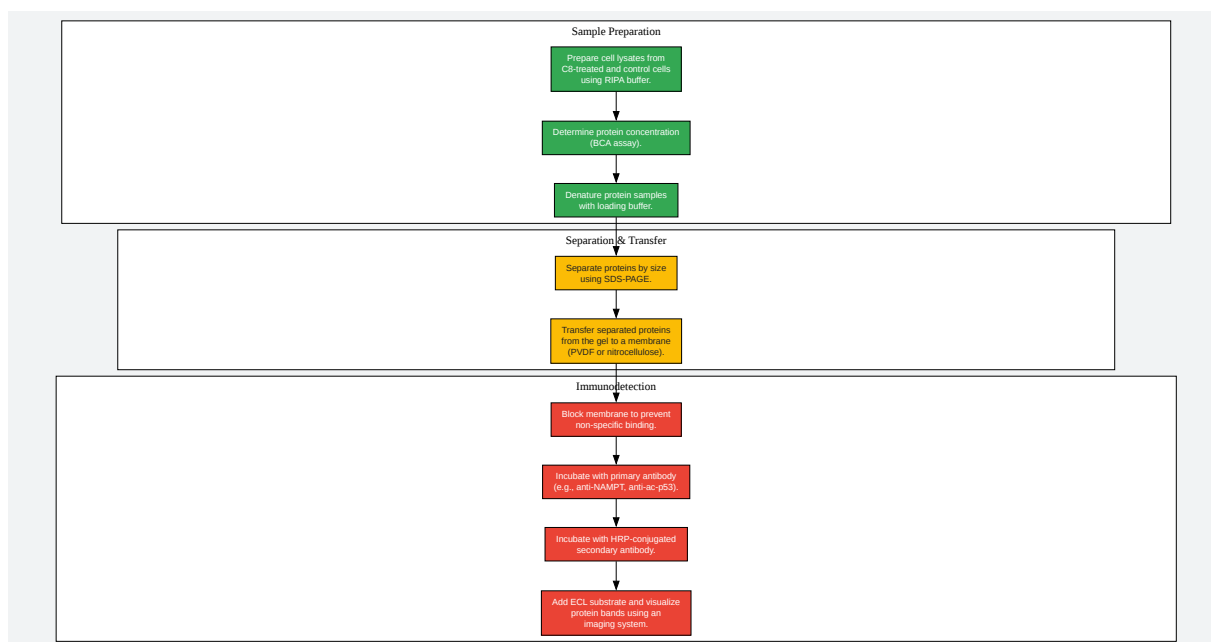 Sample Preparation
Prepare cell lysates from
C8-treated and control cells
using RIPA buffer.
Determine protein concentration
(BCA assay).
Denature protein samples
with loading buffer.
Separation & Transfer
Separate proteins by size
using SDS-PAGE.
Transfer separated proteins
from the gel to a membrane
(PVDF or nitrocellulose).
Immunodetection
Block membrane to prevent
non-specific binding.
Incubate with primary antibody
(e.g., anti-NAMPT, anti-ac-p53).
Incubate with HRP-conjugated
secondary antibody.
Add ECL substrate and visualize
protein bands using an
imaging system.